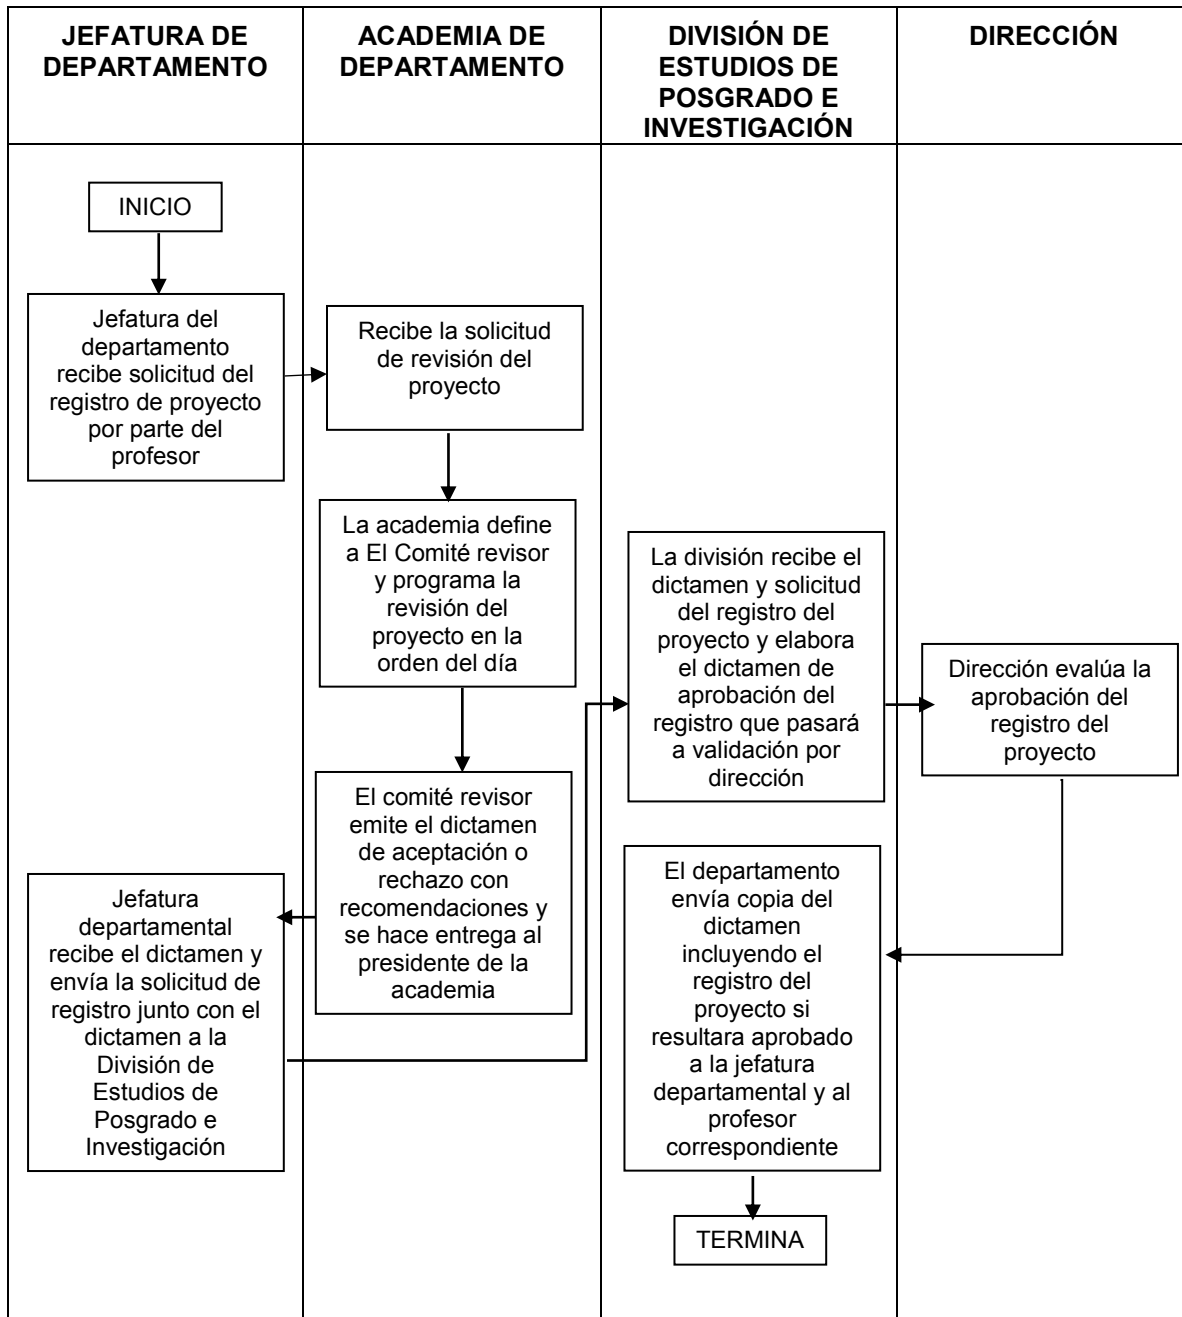 JEFATURA DE
DEPARTAMENTO
ACADEMIA DE
DEPARTAMENTO
DIVISIÓN DE
ESTUDIOS DE
POSGRADO E
INVESTIGACIÓN
DIRECCIÓN
INICIO
Jefatura del
departamento
recibe solicitud del
registro de proyecto
por parte del
profesor
Recibe la solicitud
de revisión del
proyecto
La academia define
a El Comité revisor
y programa la
revisión del
proyecto en la
orden del día
El comité revisor
emite el dictamen
de aceptación o
rechazo con
recomendaciones y
se hace entrega al
presidente de la
academia
Jefatura
departamental
recibe el dictamen y
envía la solicitud de
registro junto con el
dictamen a la
División de
Estudios de
Posgrado e
Investigación
La división recibe el
dictamen y solicitud
del registro del
proyecto y elabora
el dictamen de
aprobación del
registro que pasará
a validación por
dirección
Dirección evalúa la
aprobación del
registro del
proyecto
El departamento
envía copia del
dictamen
incluyendo el
registro del
proyecto si
resultara aprobado
a la jefatura
departamental y al
profesor
correspondiente
TERMINA